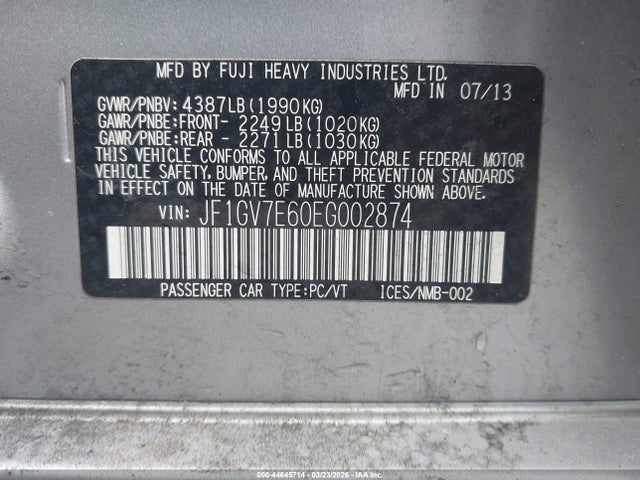 MFD BY FUJI HEAVY INDUSTRIES LTD.
MFD IN 07/13
GVWR/PNBV: 4387LB(1990KG)
GAWR/PNBE:FRONT- 2249LB(1020KG)
GAWR/PNBE:REAR - 2271LB(1030KG)
THIS VEHICLE CONFORMS TO ALL APPLICABLE FEDERAL MOTOR
VEHICLE SAFETY, BUMPER, AND THEFT PREVENTION STANDARDS
IN EFFECT ON THE DATE OF MANUFACTURE SHOWN ABOVE.
VIN: JF1GV7E60EG002874
PASSENGER CAR TYPE:PC/VT ICES/NMB-002
000-44645714 - 03/23/2026 - COPYRIGHT IAA, LLC